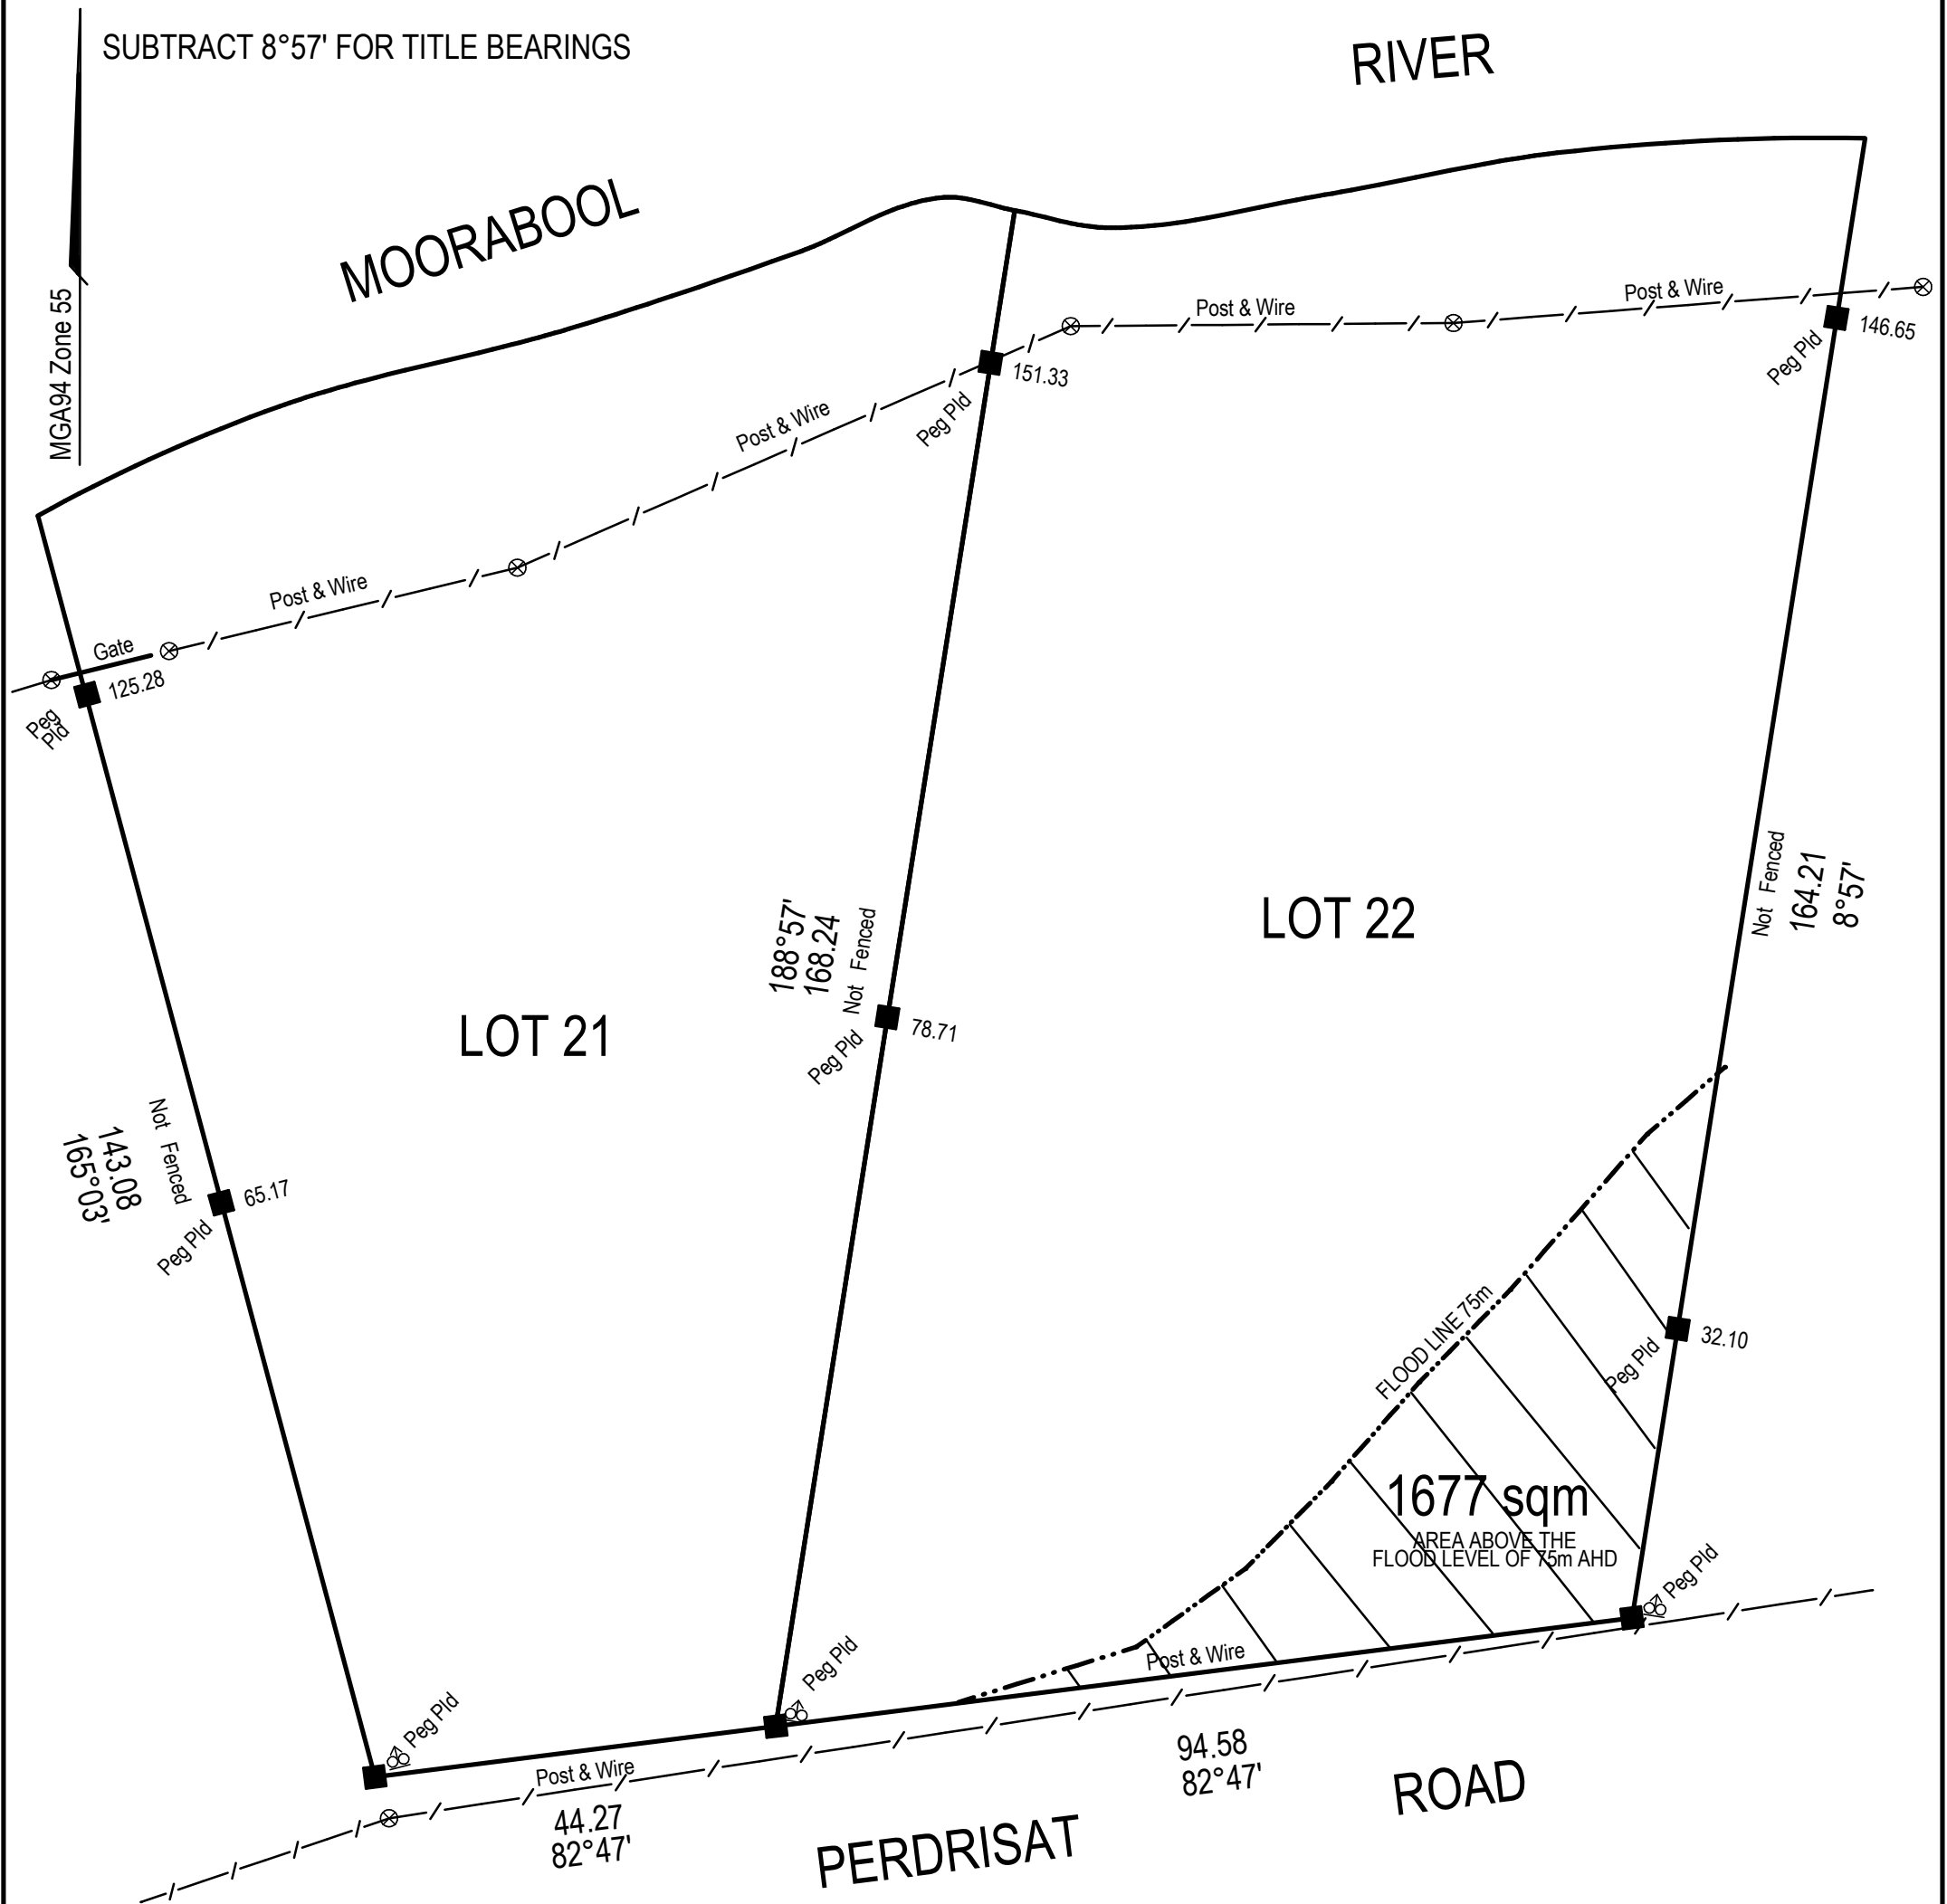 SUBTRACT 8°57' FOR TITLE BEARINGS
RIVER
MOORABOOL
MGA94 Zone 55
Post & Wire
Post & Wire
146.65
Peg Pld
151.33
Peg Pld
Post & Wire
Post & Wire
Gate
125.28
Peg
Pld
Not Fenced
164.21
8°57'
188°57'
168.24
Not Fenced
LOT 22
LOT 21
78.71
Peg Pld
Not Fenced
143.08
165°03'
65.17
Peg Pld
FLOOD LINE 75m
32.10
Peg Pld
1677 sqm
AREA ABOVE THE
FLOOD LEVEL OF 75m AHD
Peg Pld
Post & Wire
Peg Pld
Peg Pld
Post & Wire
94.58
82°47'
44.27
82°47'
PERDRISAT
ROAD